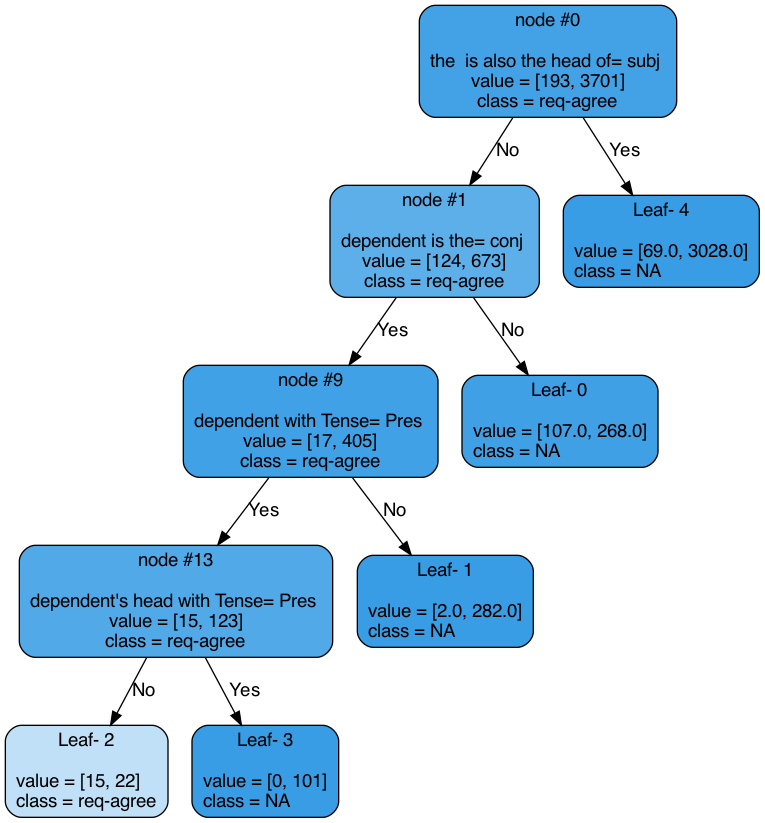 node #0
the  is also the head of= subj
value = [193, 3701]
class = req-agree
No
Yes
node #1
dependent is the= conj
value = [124, 673]
class = req-agree
Leaf- 4
value = [69.0, 3028.0]
class = NA
Yes
No
node #9
dependent with Tense= Pres
value = [17, 405]
class = req-agree
Leaf- 0
value = [107.0, 268.0]
class = NA
Yes
No
node #13
dependent's head with Tense= Pres
value = [15, 123]
class = req-agree
Leaf- 1
value = [2.0, 282.0]
class = NA
No
Yes
Leaf- 2
value = [15, 22]
class = req-agree
Leaf- 3
value = [0, 101]
class = NA